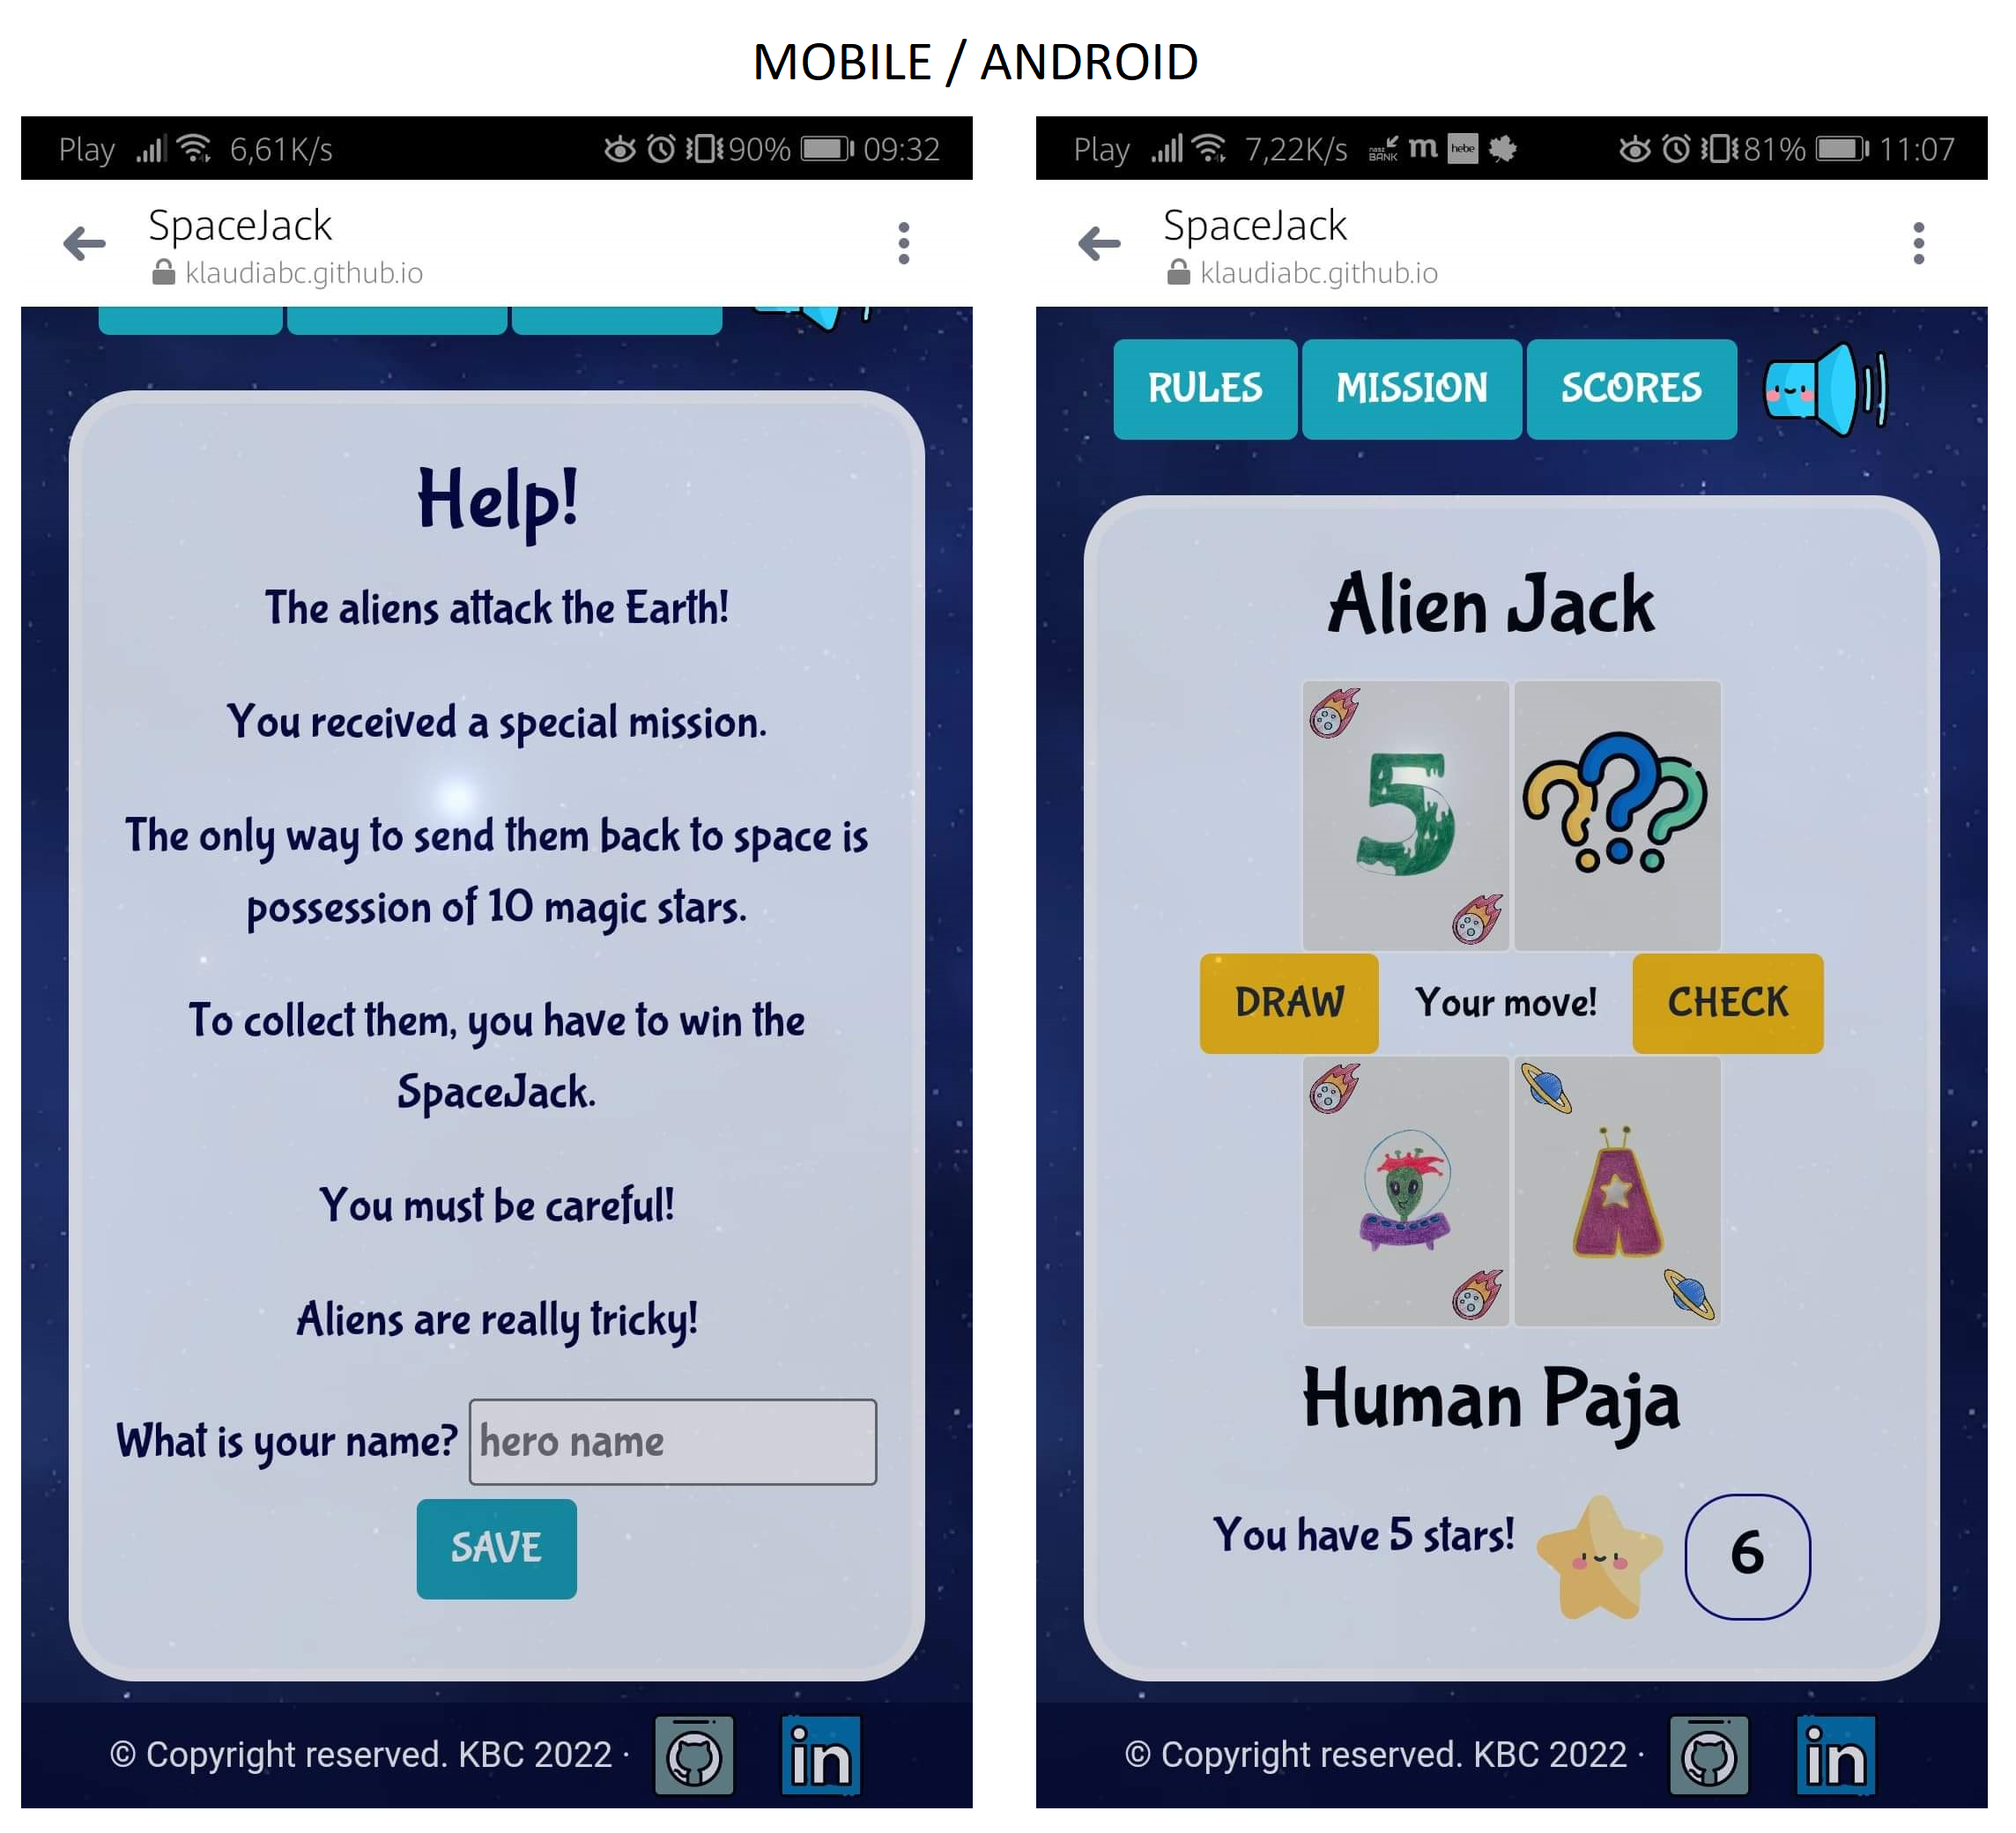 MOBILE / ANDROID
Play 6,61K/s 90% 09:32
SpaceJack
klaudiabc.github.io
Help!
The aliens attack the Earth!
You received a special mission.
The only way to send them back to space is
possession of 10 magic stars.
To collect them, you have to win the
SpaceJack.
You must be careful!
Aliens are really tricky!
What is your name? hero name
SAVE
© Copyright reserved. KBC 2022 ·
in
Play 7,22K/s nasz BANK m hebe 81% 11:07
SpaceJack
klaudiabc.github.io
RULES MISSION SCORES
Alien Jack
5 ???
DRAW Your move! CHECK
A
Human Paja
You have 5 stars! 6
© Copyright reserved. KBC 2022 ·
in